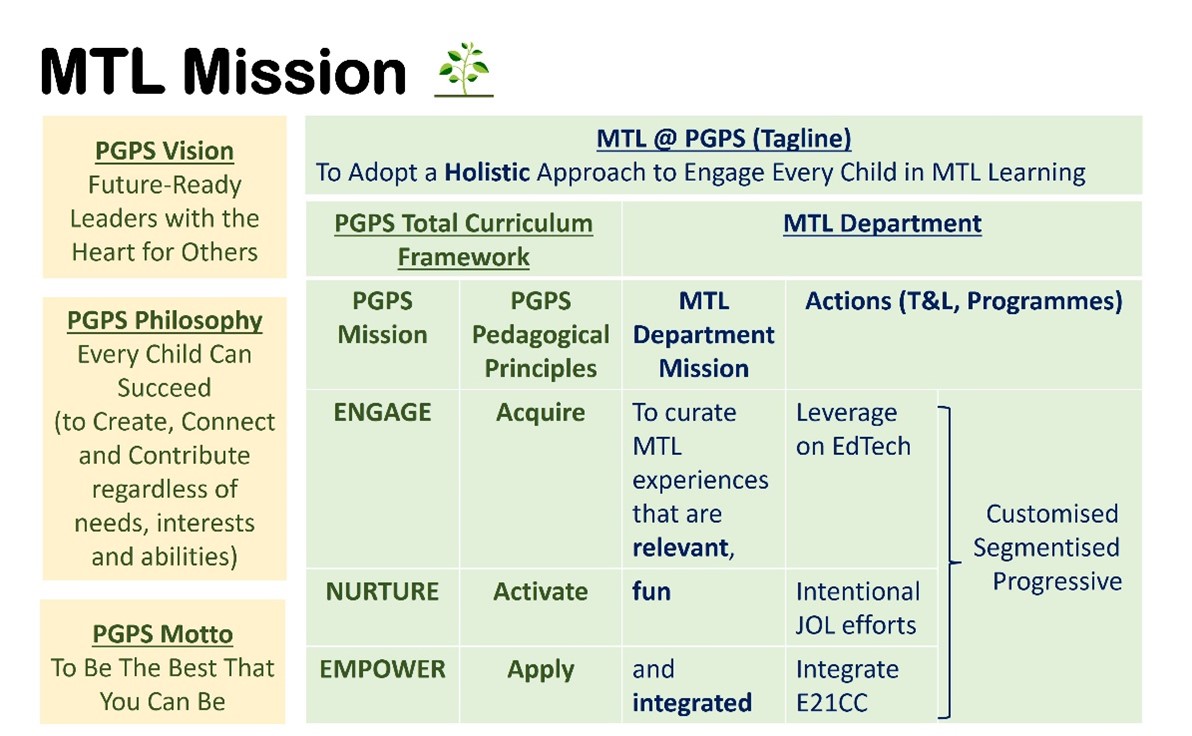 MTL Mission
PGPS Vision
Future-Ready
Leaders with the
Heart for Others
PGPS Philosophy
Every Child Can
Succeed
(to Create, Connect
and Contribute
regardless of
needs, interests
and abilities)
PGPS Motto
To Be The Best That
You Can Be
MTL @ PGPS (Tagline)
To Adopt a Holistic Approach to Engage Every Child in MTL Learning
PGPS Total Curriculum
Framework
MTL Department
PGPS
Mission
PGPS
Pedagogical
Principles
MTL
Department
Mission
Actions (T&L, Programmes)
ENGAGE
Acquire
To curate
MTL
experiences
that are
relevant,
Leverage
on EdTech
NURTURE
Activate
fun
Intentional
JOL efforts
EMPOWER
Apply
and
integrated
Integrate
E21CC
Customised
Segmentised
Progressive